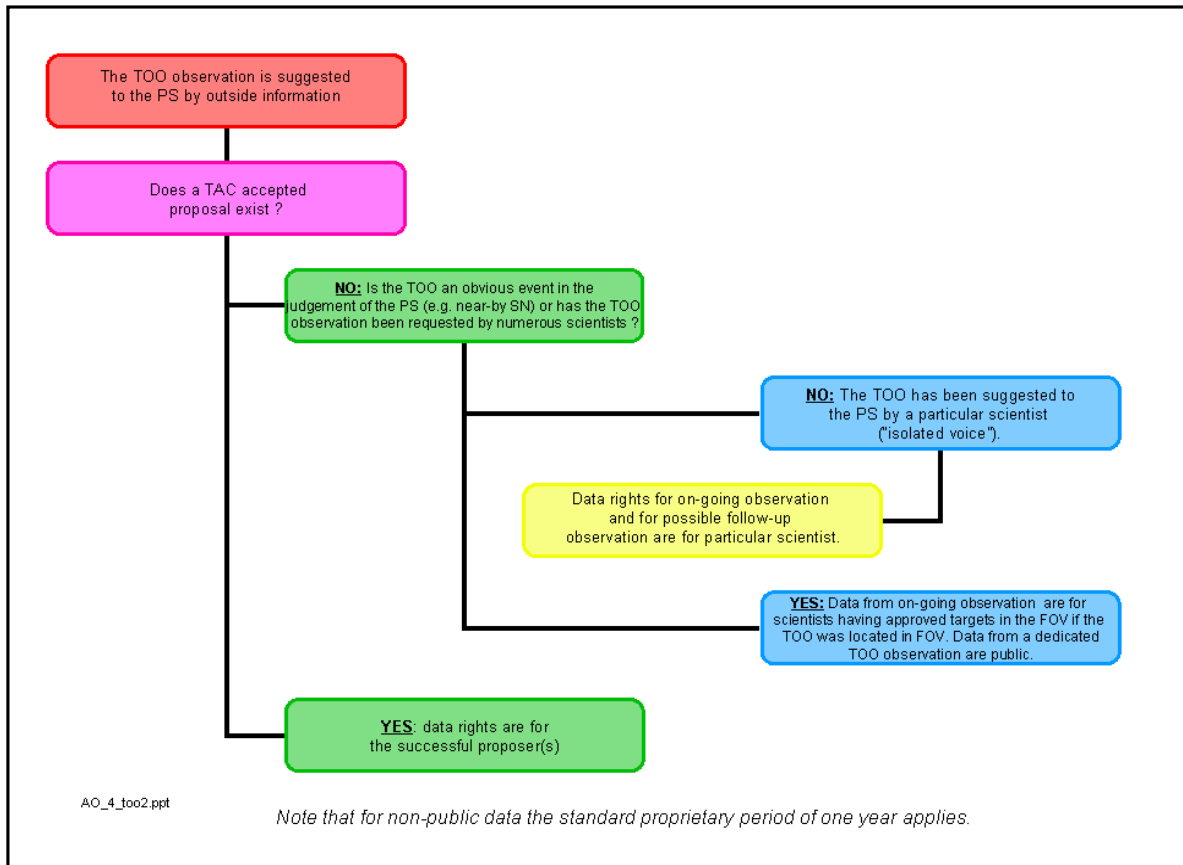 The TOO observation is suggested
to the PS by outside information
Does a TAC accepted
proposal exist ?
NO: Is the TOO an obvious event in the
judgement of the PS (e.g. near-by SN) or has the TOO
observation been requested by numerous scientists ?
NO: The TOO has been suggested to
the PS by a particular scientist
("isolated voice").
Data rights for on-going observation
and for possible follow-up
observation are for particular scientist.
YES: Data from on-going observation are for
scientists having approved targets in the FOV if the
TOO was located in FOV. Data from a dedicated
TOO observation are public.
YES: data rights are for
the successful proposer(s)
AO_4_too2.ppt
Note that for non-public data the standard proprietary period of one year applies.